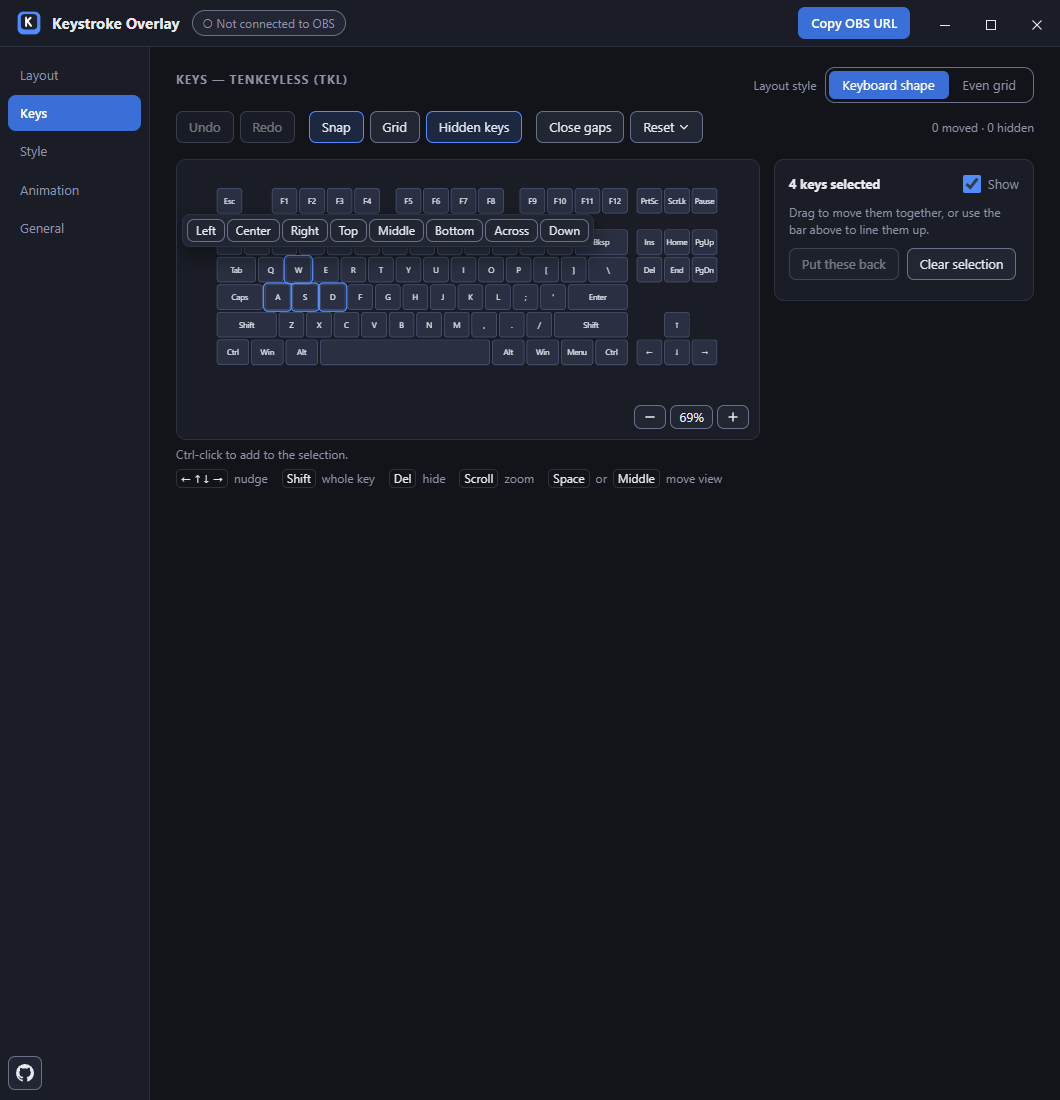 K Keystroke Overlay Not connected to OBS Copy OBS URL
Layout
Keys
Style
Animation
General
KEYS — TENKEYLESS (TKL) Layout style Keyboard shape Even grid
Undo Redo Snap Grid Hidden keys Close gaps Reset 0 moved · 0 hidden
Esc F1 F2 F3 F4 F5 F6 F7 F8 F9 F10 F11 F12 PrtSc ScrLk Pause
Left Center Right Top Middle Bottom Across Down
Ins Home PgUp
Tab Q W E R T Y U I O P [ ] \ Del End PgDn
Caps A S D F G H J K L ; ' Enter
Shift Z X C V B N M , . / Shift ↑
Ctrl Win Alt Alt Win Menu Ctrl ← ↓ →
− 69% +
4 keys selected Show
Drag to move them together, or use the
bar above to line them up.
Put these back Clear selection
Ctrl-click to add to the selection.
← ↑ ↓ → nudge Shift whole key Del hide Scroll zoom Space or Middle move view